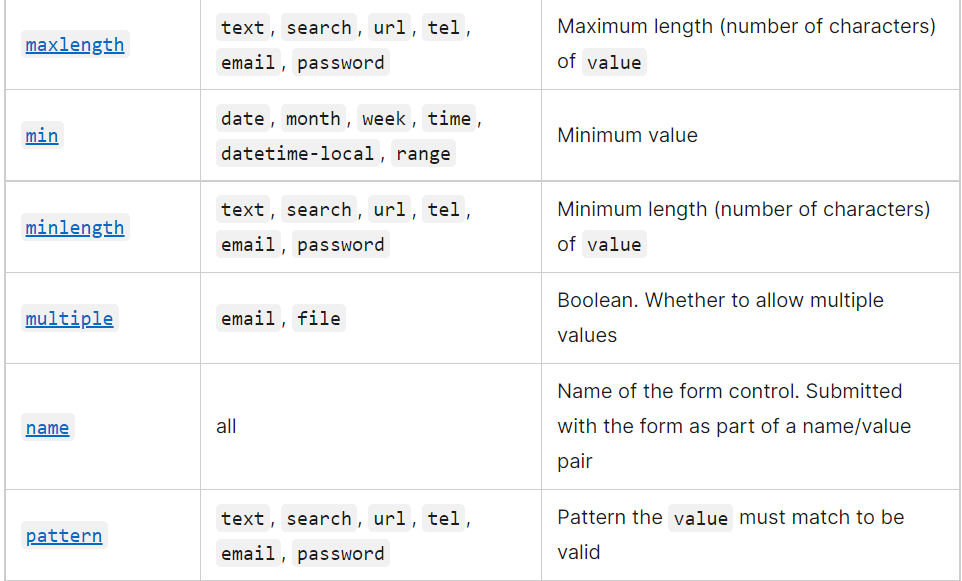 maxlength
text, search, url, tel,
email, password
Maximum length (number of characters)
of value
min
date, month, week, time,
datetime-local, range
Minimum value
minlength
text, search, url, tel,
email, password
Minimum length (number of characters)
of value
multiple
email, file
Boolean. Whether to allow multiple
values
name
all
Name of the form control. Submitted
with the form as part of a name/value
pair
pattern
text, search, url, tel,
email, password
Pattern the value must match to be
valid